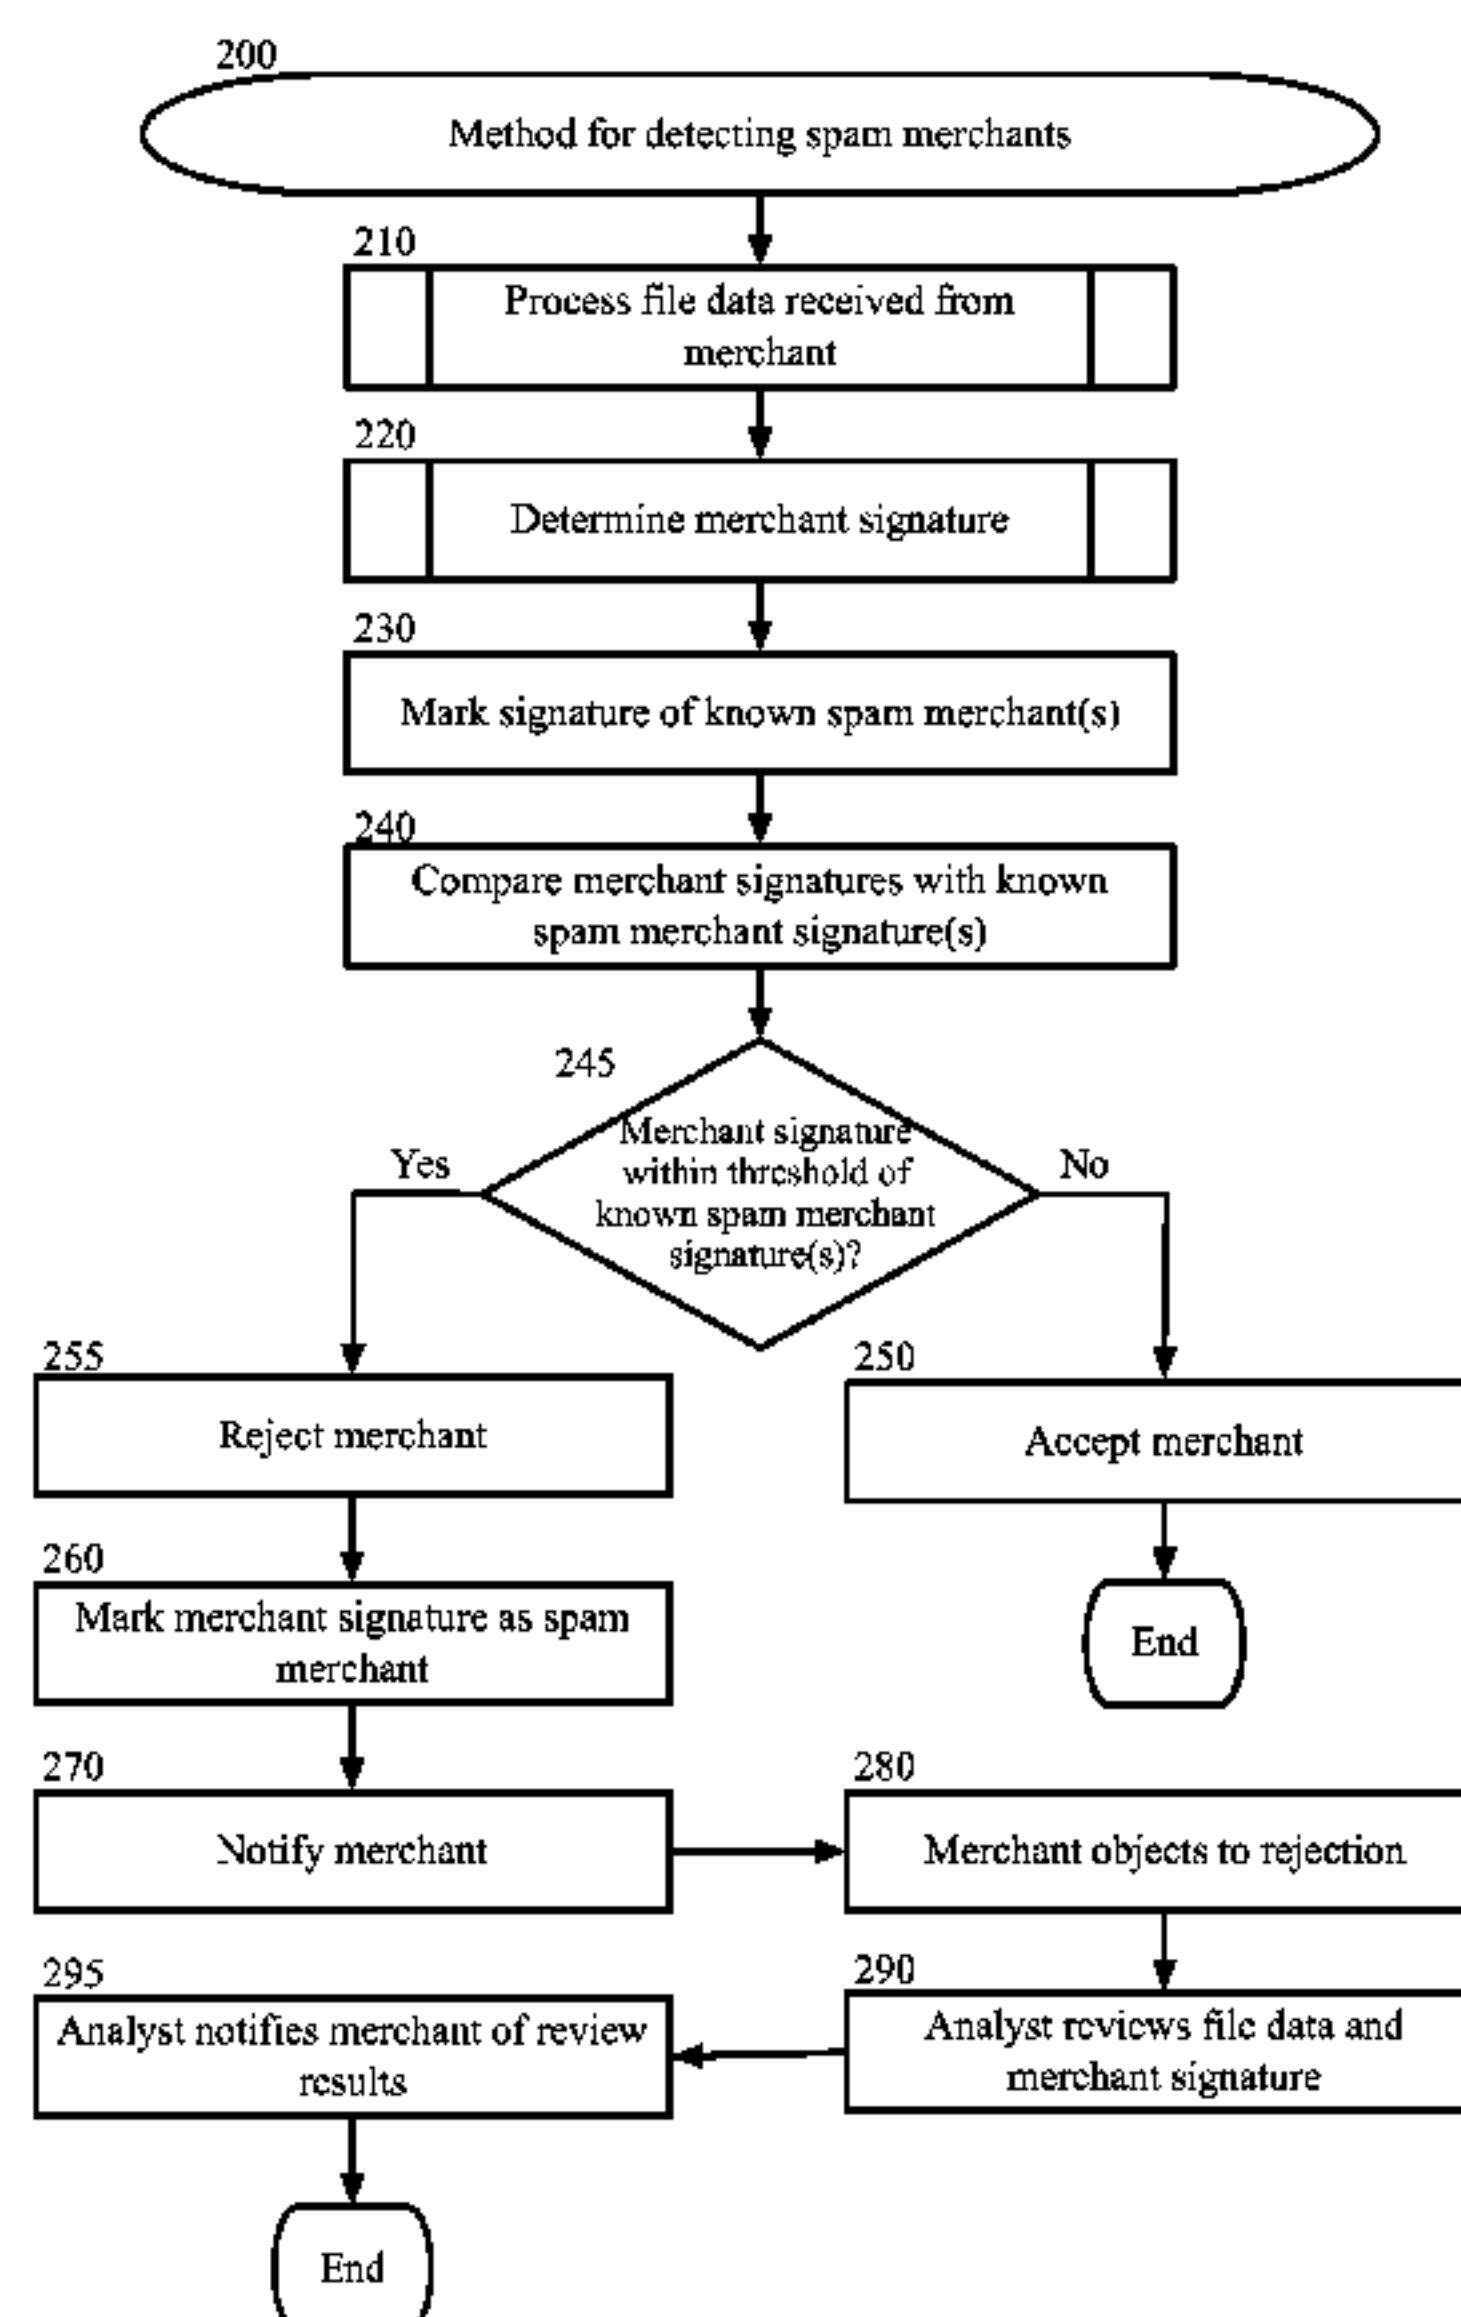 200
Method for detecting spam merchants
210
Process file data received from
merchant
220
Determine merchant signature
230
Mark signature of known spam merchant(s)
240
Compare merchant signatures with known
spam merchant signature(s)
245
Merchant signature
within threshold of
known spam merchant
signature(s)?
Yes
No
255
Reject merchant
250
Accept merchant
260
Mark merchant signature as spam
merchant
End
270
Notify merchant
280
Merchant objects to rejection
295
Analyst notifies merchant of review
results
290
Analyst reviews file data and
merchant signature
End